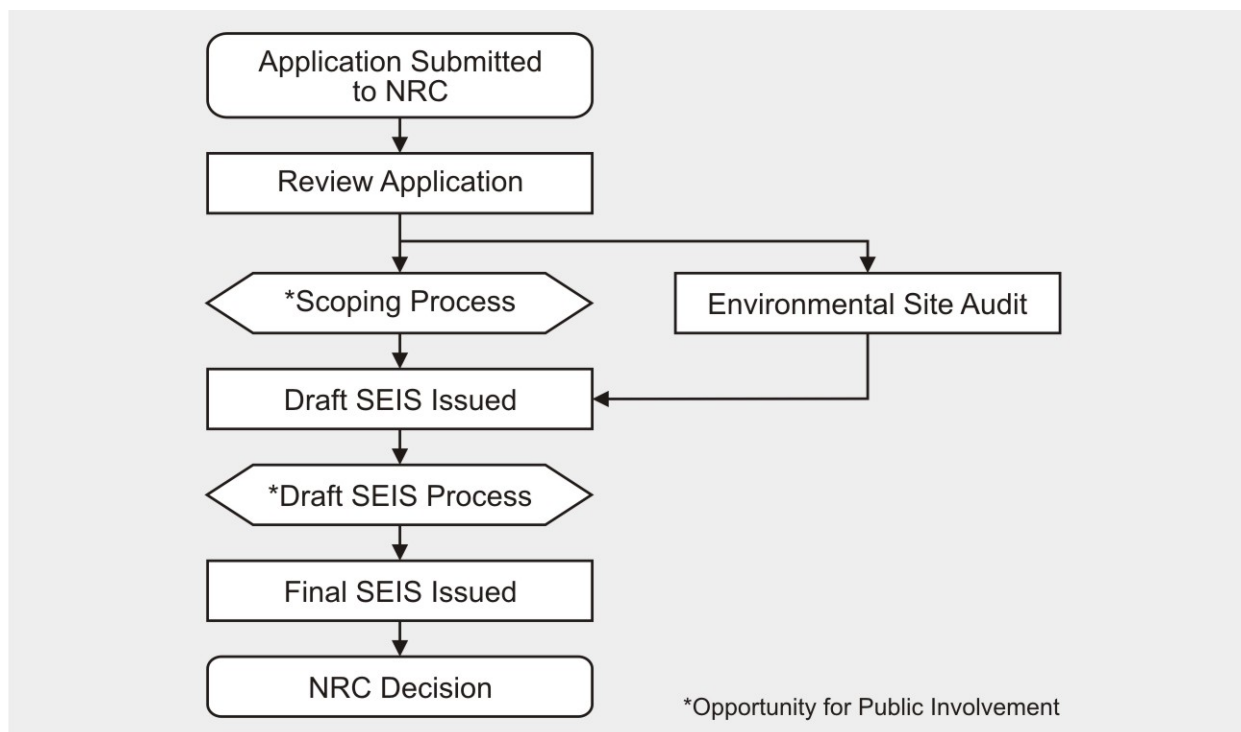 Application Submitted
to NRC
Review Application
*Scoping Process
Environmental Site Audit
Draft SEIS Issued
*Draft SEIS Process
Final SEIS Issued
NRC Decision
*Opportunity for Public Involvement